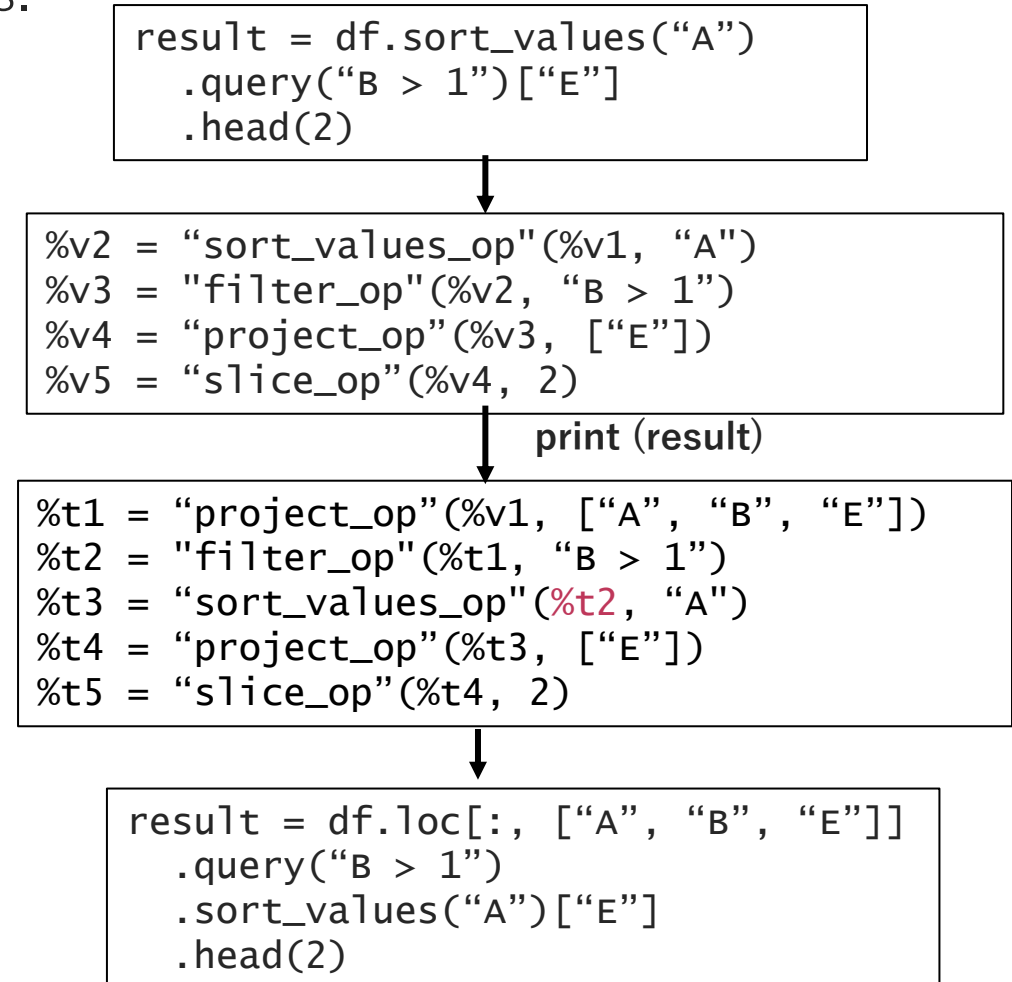 result = df.sort_values(“A”)
.query(“B > 1”)[“E”]
.head(2)
%v2 = “sort_values_op"(%v1, “A")
%v3 = "filter_op"(%v2, “B > 1”)
%v4 = “project_op”(%v3, [“E”])
%v5 = “slice_op”(%v4, 2)
print (result)
%t1 = “project_op”(%v1, [“A”, “B”, “E”])
%t2 = "filter_op"(%t1, “B > 1”)
%t3 = “sort_values_op"(%t2, “A")
%t4 = “project_op”(%t3, [“E”])
%t5 = “slice_op”(%t4, 2)
result = df.loc[:, [“A”, “B”, “E”]]
.query(“B > 1”)
.sort_values(“A”)[“E”]
.head(2)